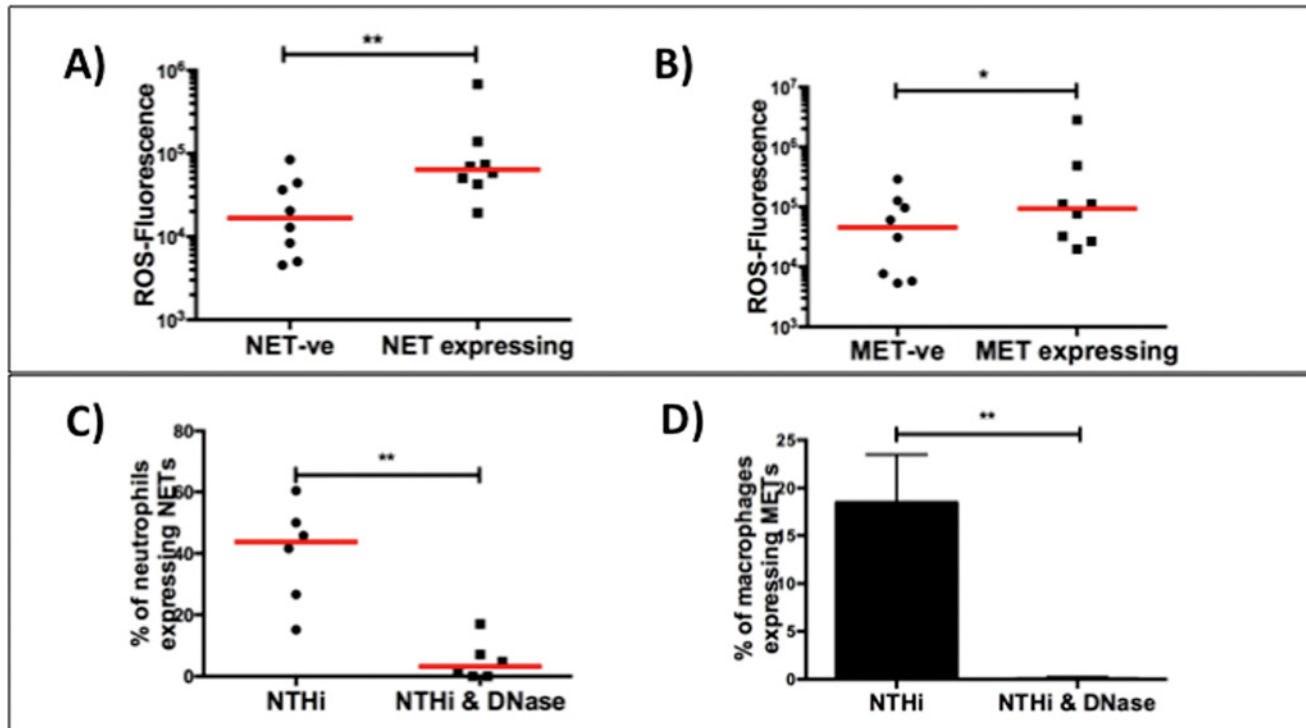 A)
**
ROS-Fluorescence
10^6
10^5
10^4
10^3
NET-ve
NET expressing
B)
*
ROS-Fluorescence
10^7
10^6
10^5
10^4
10^3
MET-ve
MET expressing
C)
**
% of neutrophils
expressing NETs
80
60
40
20
0
NTHi
NTHi & DNase
D)
**
% of macrophages
expressing METs
25
20
15
10
5
0
NTHi
NTHi & DNase